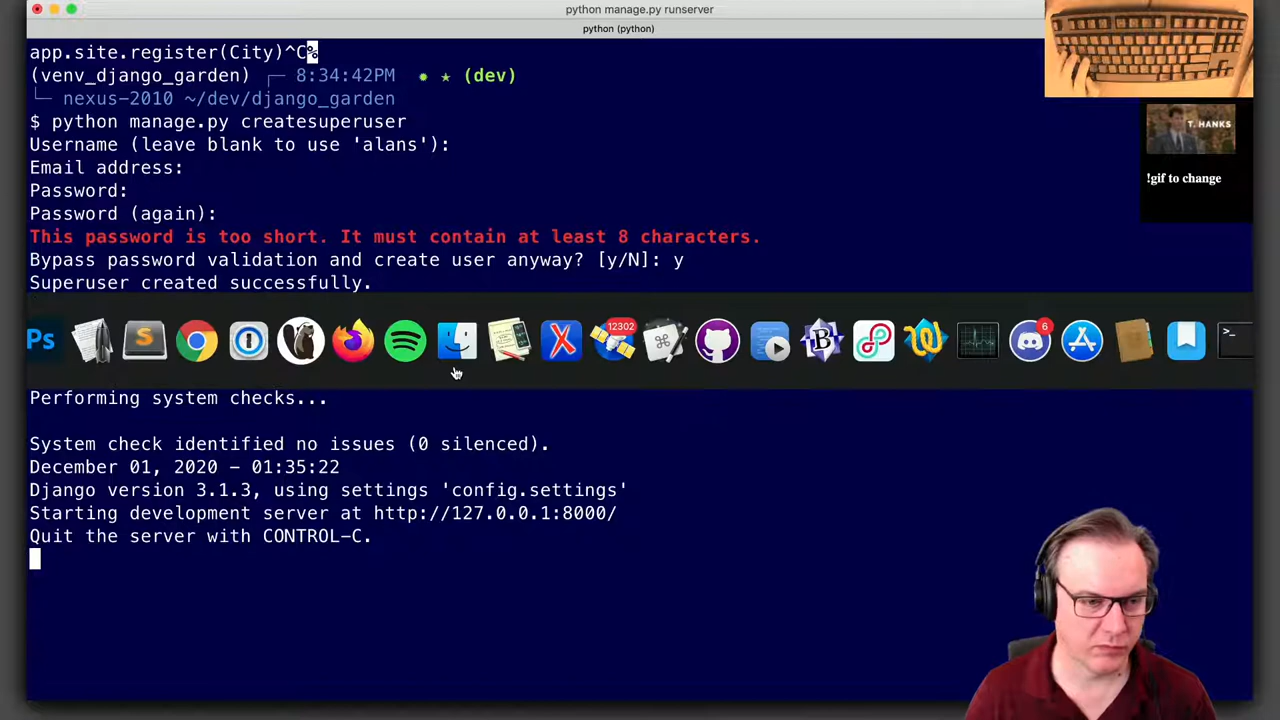 python manage.py runserver
python (python)
app.site.register(City)^C%
(venv_django_garden) ┌─ 8:34:42PM ✹ ★ (dev)
└─ nexus-2010 ~/dev/django_garden
$ python manage.py createsuperuser
Username (leave blank to use 'alans'):
Email address:
Password:
Password (again):
This password is too short. It must contain at least 8 characters.
Bypass password validation and create user anyway? [y/N]: y
Superuser created successfully.
Ps
S
X
12302
B
6
>_
Performing system checks...
System check identified no issues (0 silenced).
December 01, 2020 - 01:35:22
Django version 3.1.3, using settings 'config.settings'
Starting development server at http://127.0.0.1:8000/
Quit the server with CONTROL-C.
T. HANKS
!gif to change